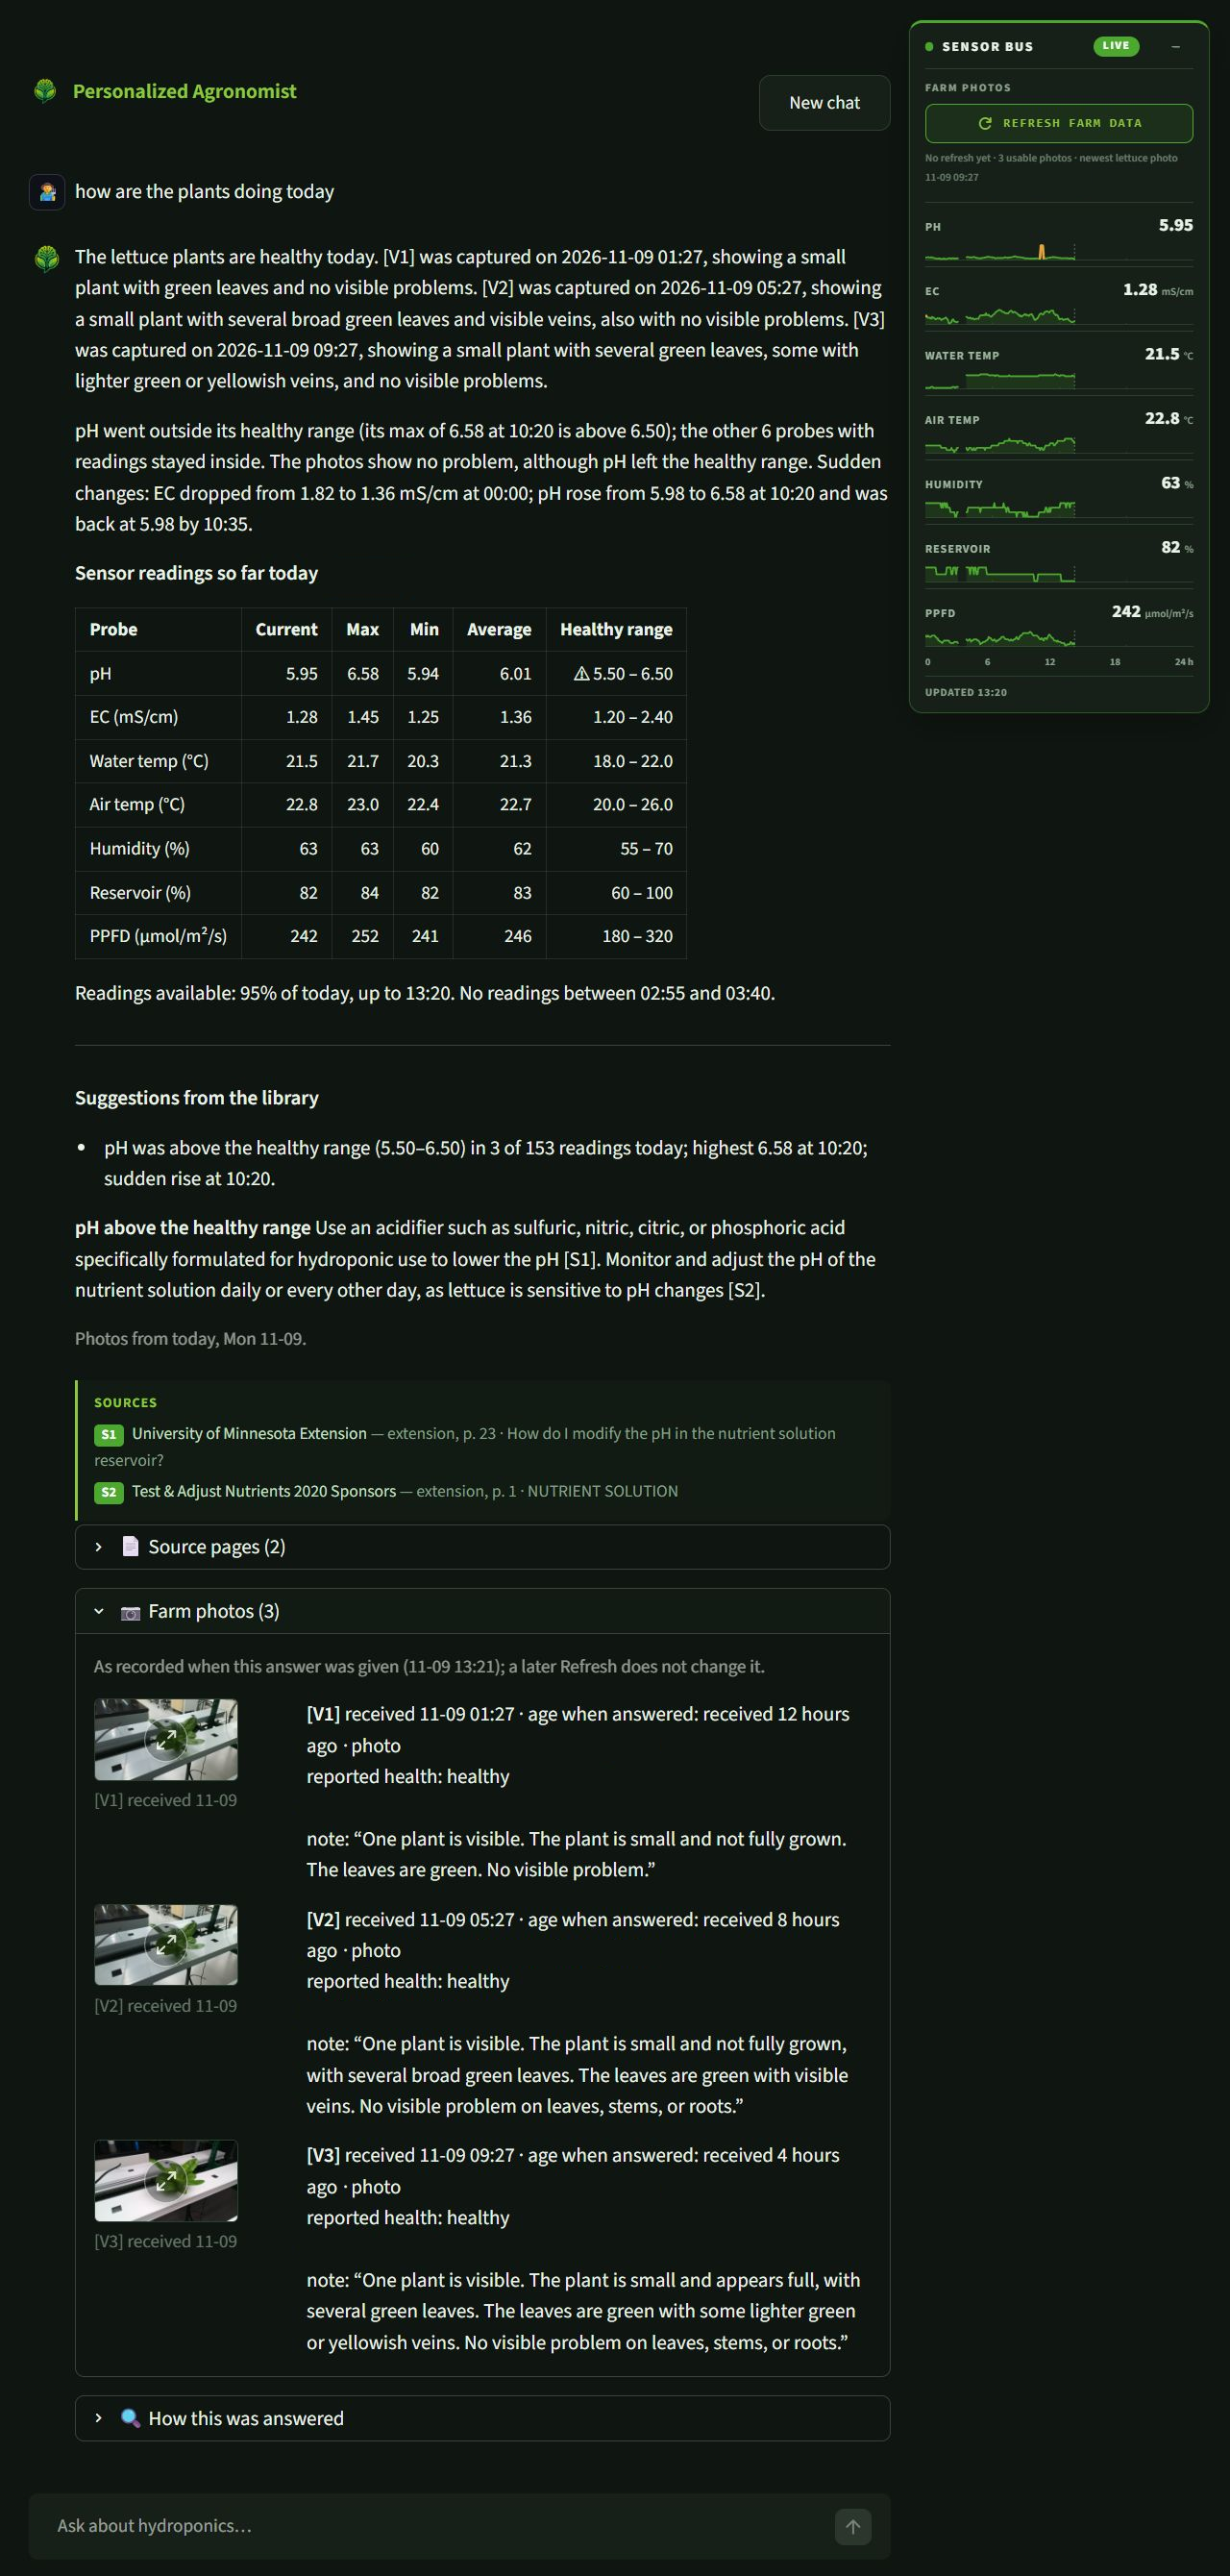 Personalized Agronomist
New chat
how are the plants doing today
The lettuce plants are healthy today. [V1] was captured on 2026-11-09 01:27, showing a small
plant with green leaves and no visible problems. [V2] was captured on 2026-11-09 05:27, showing
a small plant with several broad green leaves and visible veins, also with no visible problems. [V3]
was captured on 2026-11-09 09:27, showing a small plant with several green leaves, some with
lighter green or yellowish veins, and no visible problems.
pH went outside its healthy range (its max of 6.58 at 10:20 is above 6.50); the other 6 probes with
readings stayed inside. The photos show no problem, although pH left the healthy range. Sudden
changes: EC dropped from 1.82 to 1.36 mS/cm at 00:00; pH rose from 5.98 to 6.58 at 10:20 and was
back at 5.98 by 10:35.
Sensor readings so far today
Probe Current Max Min Average Healthy range
pH 5.95 6.58 5.94 6.01 ⚠ 5.50 – 6.50
EC (mS/cm) 1.28 1.45 1.25 1.36 1.20 – 2.40
Water temp (°C) 21.5 21.7 20.3 21.3 18.0 – 22.0
Air temp (°C) 22.8 23.0 22.4 22.7 20.0 – 26.0
Humidity (%) 63 63 60 62 55 – 70
Reservoir (%) 82 84 82 83 60 – 100
PPFD (µmol/m²/s) 242 252 241 246 180 – 320
Readings available: 95% of today, up to 13:20. No readings between 02:55 and 03:40.
Suggestions from the library
• pH was above the healthy range (5.50–6.50) in 3 of 153 readings today; highest 6.58 at 10:20;
sudden rise at 10:20.
pH above the healthy range Use an acidifier such as sulfuric, nitric, citric, or phosphoric acid
specifically formulated for hydroponic use to lower the pH [S1]. Monitor and adjust the pH of the
nutrient solution daily or every other day, as lettuce is sensitive to pH changes [S2].
Photos from today, Mon 11-09.
SOURCES
S1 University of Minnesota Extension — extension, p. 23 · How do I modify the pH in the nutrient solution
reservoir?
S2 Test & Adjust Nutrients 2020 Sponsors — extension, p. 1 · NUTRIENT SOLUTION
Source pages (2)
Farm photos (3)
As recorded when this answer was given (11-09 13:21); a later Refresh does not change it.
[V1] received 11-09 01:27 · age when answered: received 12 hours
ago · photo
reported health: healthy
[V1] received 11-09
note: “One plant is visible. The plant is small and not fully grown.
The leaves are green. No visible problem.”
[V2] received 11-09 05:27 · age when answered: received 8 hours
ago · photo
reported health: healthy
[V2] received 11-09
note: “One plant is visible. The plant is small and not fully grown,
with several broad green leaves. The leaves are green with visible
veins. No visible problem on leaves, stems, or roots.”
[V3] received 11-09 09:27 · age when answered: received 4 hours
ago · photo
reported health: healthy
[V3] received 11-09
note: “One plant is visible. The plant is small and appears full, with
several green leaves. The leaves are green with some lighter green
or yellowish veins. No visible problem on leaves, stems, or roots.”
How this was answered
Ask about hydroponics…
SENSOR BUS LIVE –
FARM PHOTOS
REFRESH FARM DATA
No refresh yet · 3 usable photos · newest lettuce photo
11-09 09:27
PH 5.95
EC 1.28 mS/cm
WATER TEMP 21.5 °C
AIR TEMP 22.8 °C
HUMIDITY 63 %
RESERVOIR 82 %
PPFD 242 µmol/m²/s
0 6 12 18 24 h
UPDATED 13:20